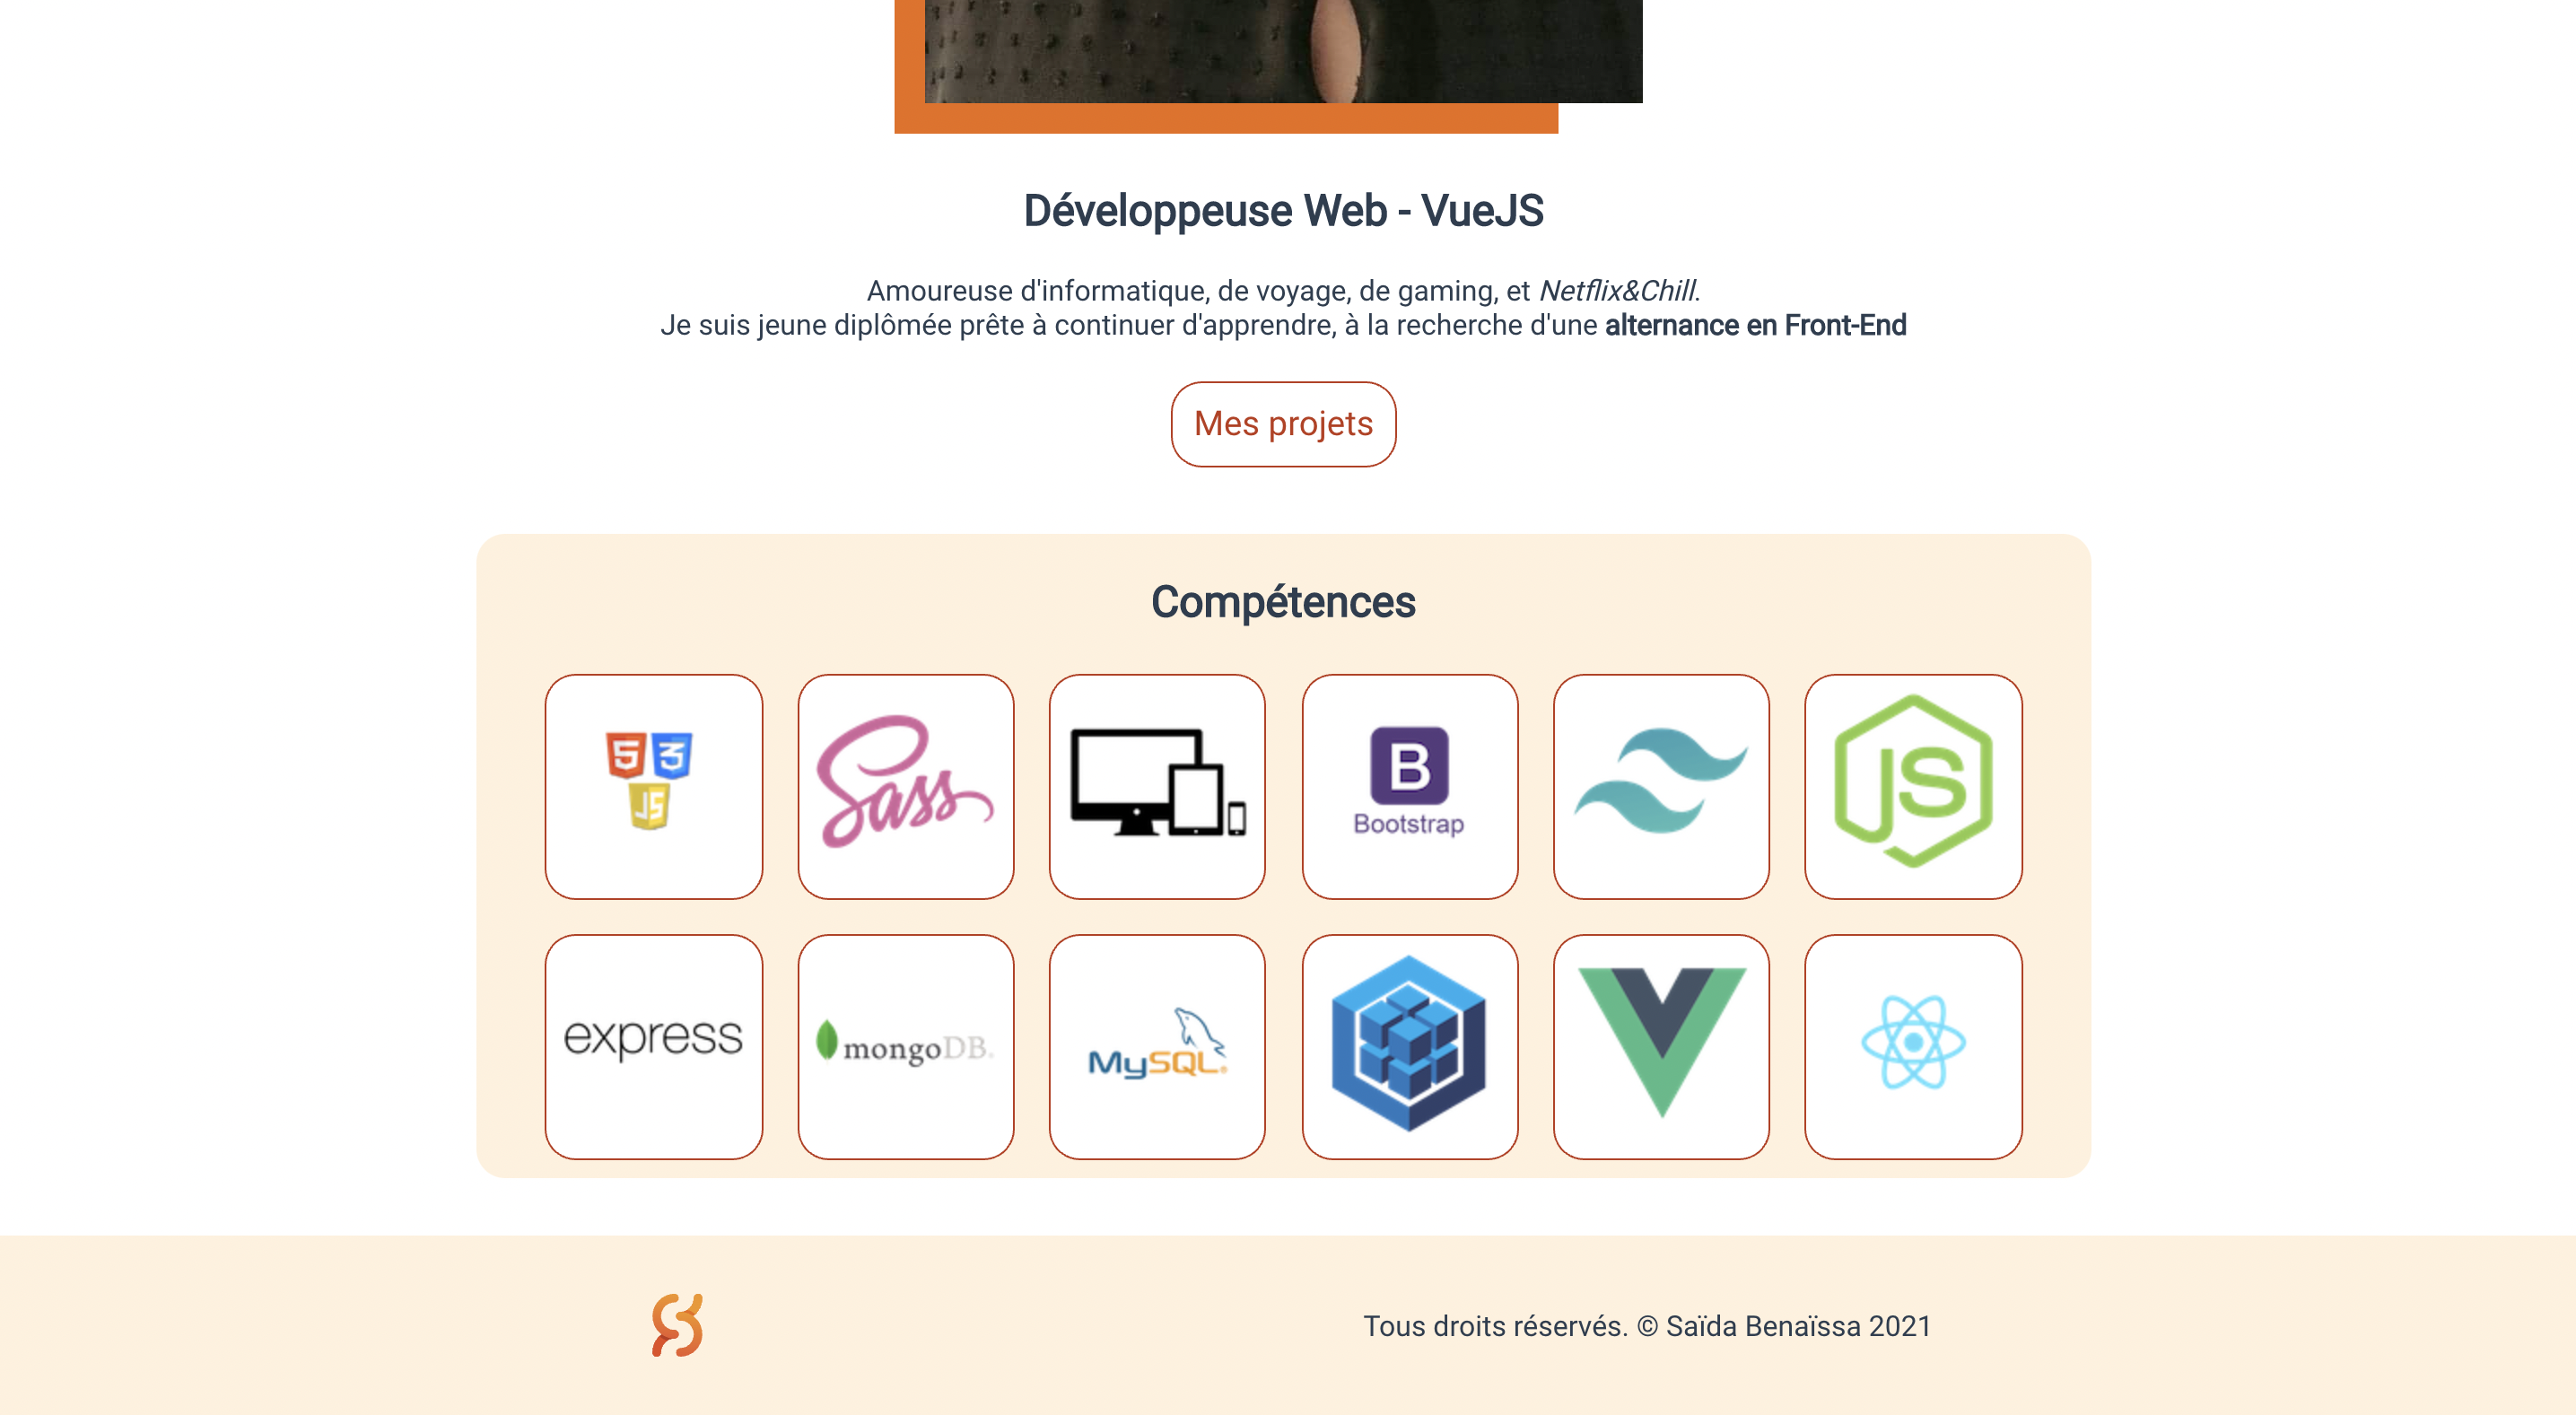 Développeuse Web - VueJS
Amoureuse d'informatique, de voyage, de gaming, et Netflix&Chill.
Je suis jeune diplômée prête à continuer d'apprendre, à la recherche d'une alternance en Front-End
Mes projets
Compétences
5 3
JS
Sass
B
Bootstrap
JS
express
mongoDB.
MySQL®
Tous droits réservés. © Saïda Benaïssa 2021